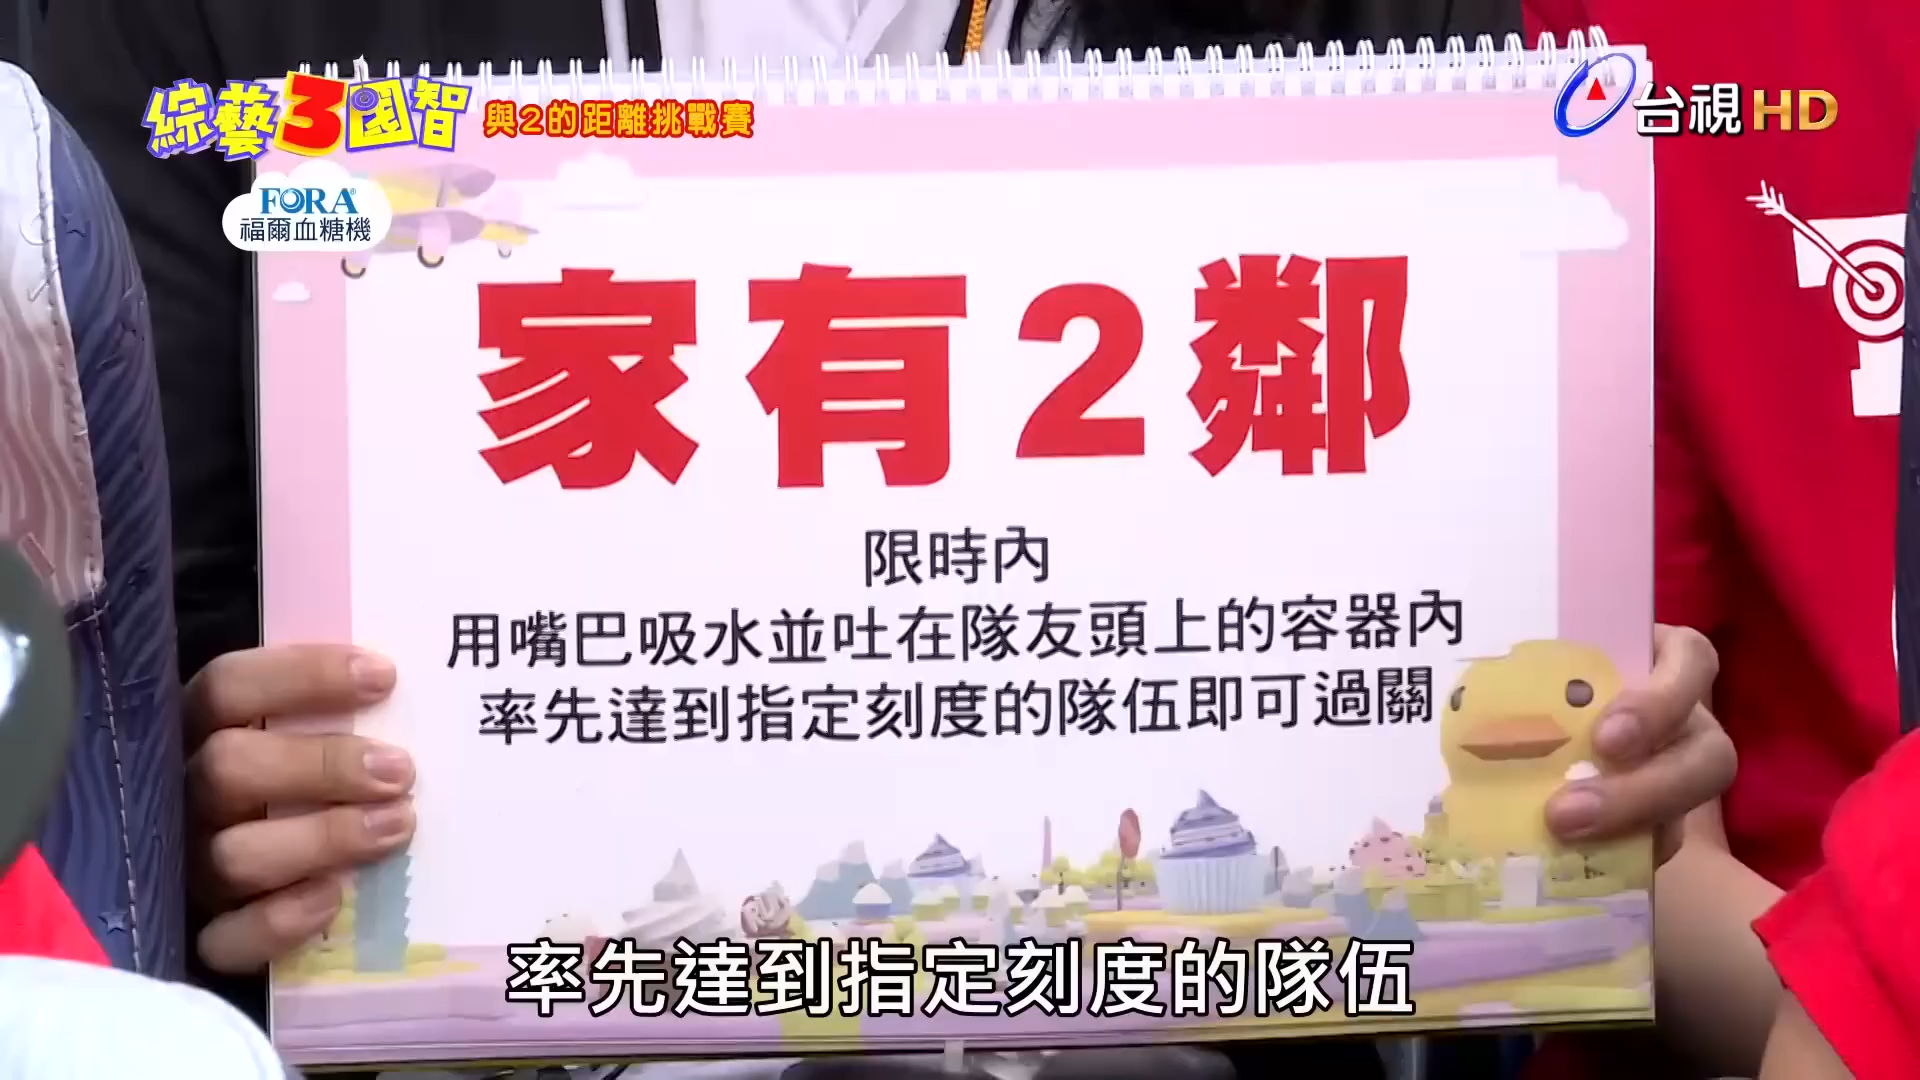 綜藝3國智
與2的距離挑戰賽
台視HD
FORA
福爾血糖機
家有2鄰
限時內
用嘴巴吸水並吐在隊友頭上的容器內
率先達到指定刻度的隊伍即可過關
RUN
率先達到指定刻度的隊伍